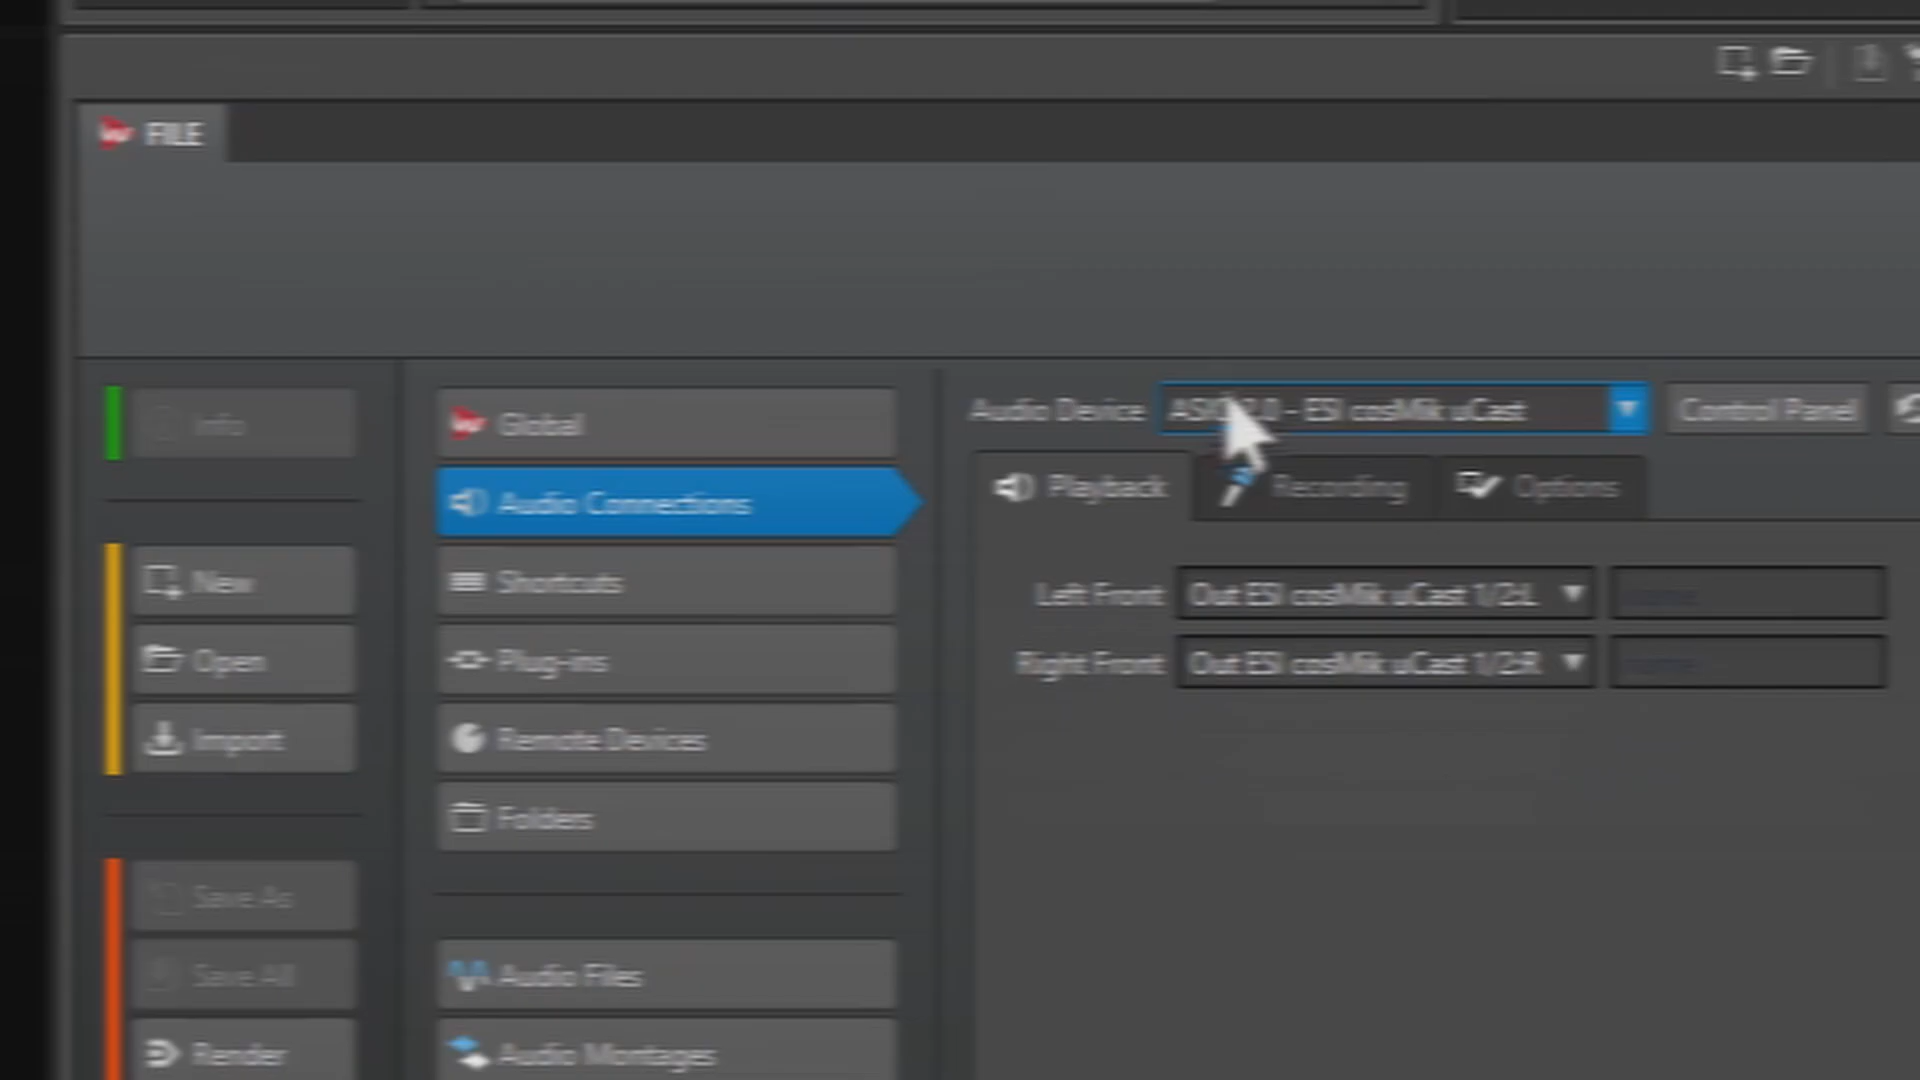 FILE
Info
New
Open
Import
Save As
Save All
Render
Global
Audio Connections
Shortcuts
Plug-ins
Remote Devices
Folders
Audio Files
Audio Montages
Audio Device
- ESI cosMik uCast
Control Panel
Playback
Recording
Options
Left Front
Out ESI cosMik uCast 1/2:L
Right Front
Out ESI cosMik uCast 1/2:R